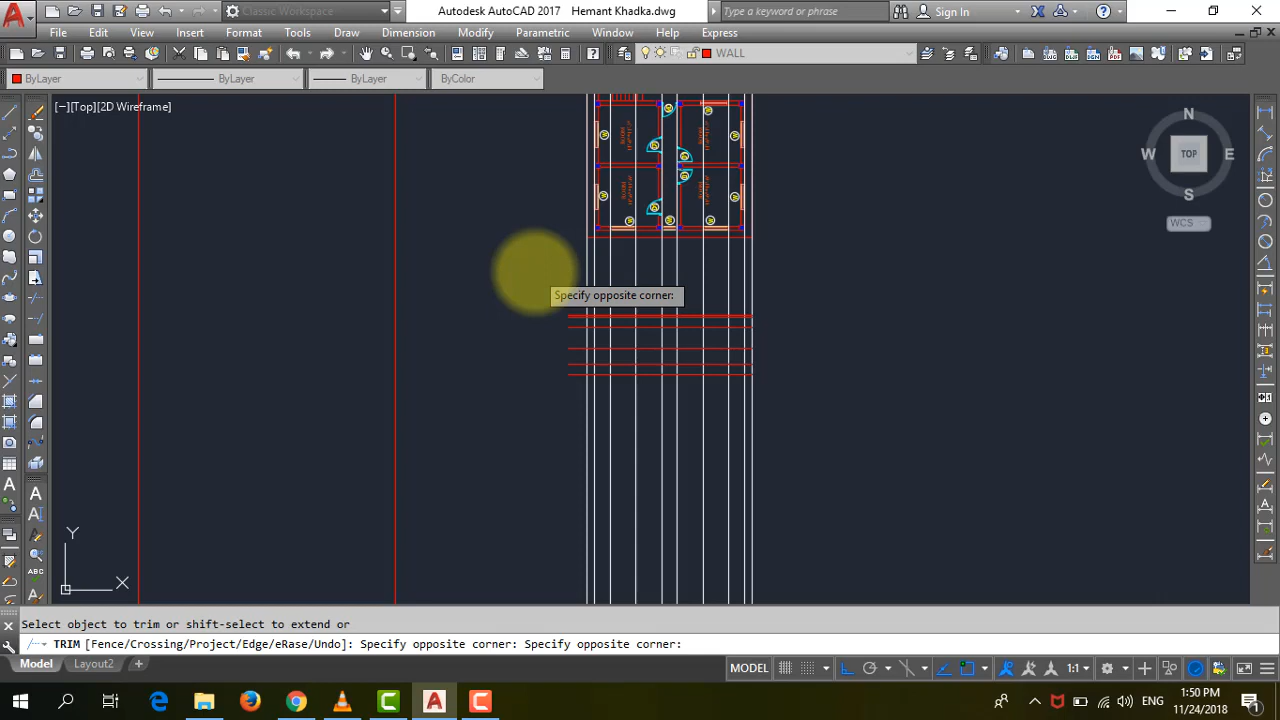 Classic Workspace
Autodesk AutoCAD 2017 Hemant Khadka.dwg
Type a keyword or phrase
Sign In
File Edit View Insert Format Tools Draw Dimension Modify Parametric Window Help Express
WALL
ByLayer ByLayer ByLayer ByColor
[−][Top][2D Wireframe]
N
W TOP E
S
WCS
Specify opposite corner:
Y
X
Select object to trim or shift-select to extend or
TRIM [Fence/Crossing/Project/Edge/eRase/Undo]: Specify opposite corner: Specify opposite corner:
Model Layout2 +
MODEL 1:1
ENG 1:50 PM
11/24/2018